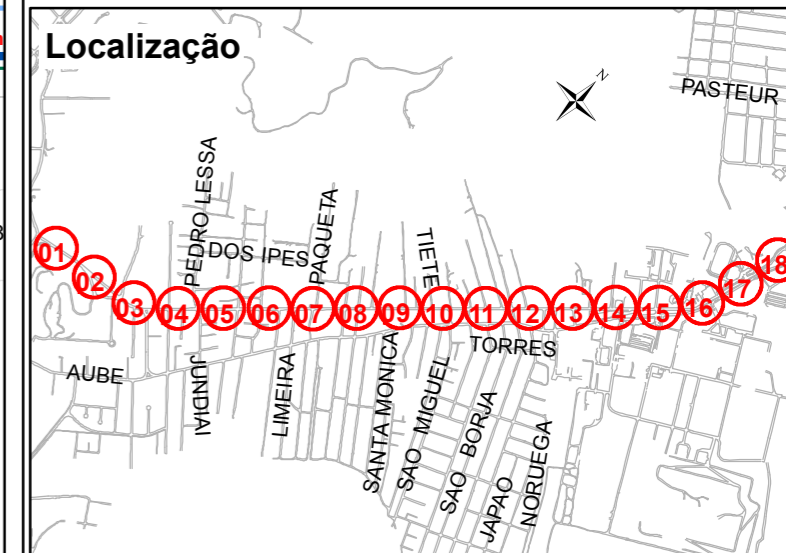 Localização
N
PASTEUR
PEDRO LESSA
DOS IPES
PAQUETA
TIETE
01
02
03
04
05
06
07
08
09
10
11
12
13
14
15
16
17
18
TORRES
AUBE
JUNDIAI
LIMEIRA
SANTA MONICA
SAO MIGUEL
SAO BORJA
JAPAO
NORUEGA